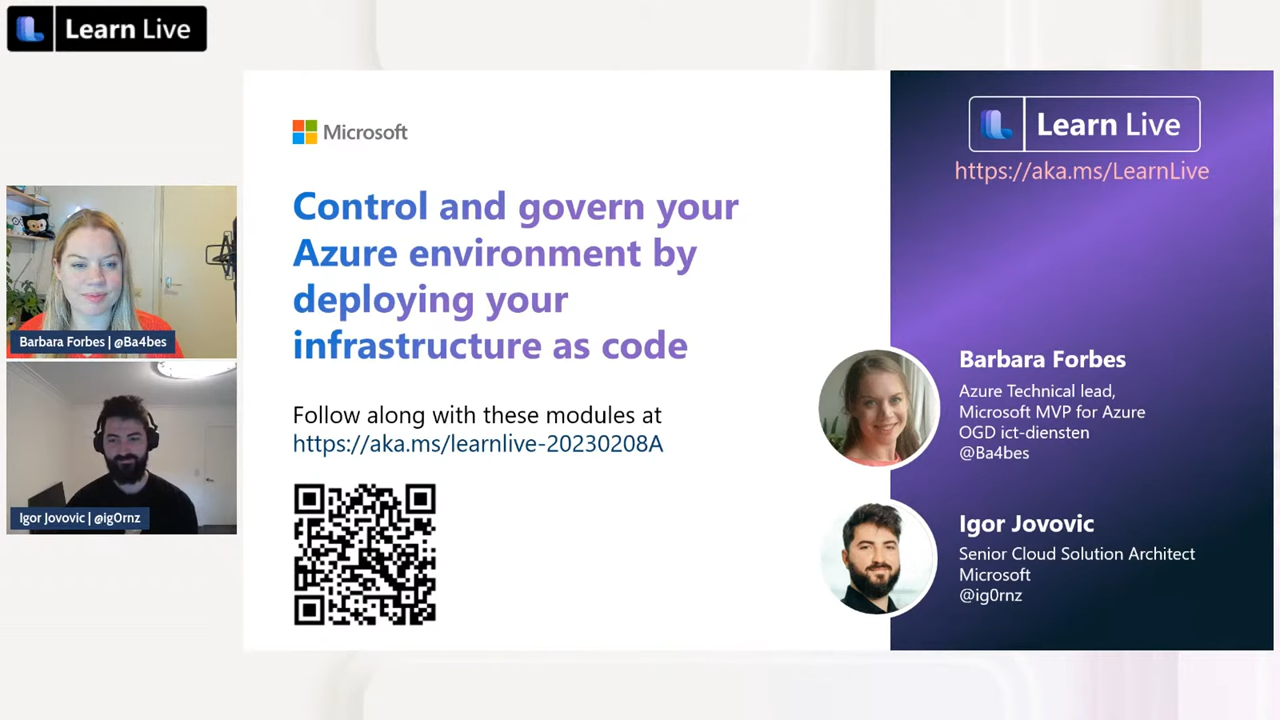 Learn Live
Microsoft
Control and govern your
Azure environment by
deploying your
infrastructure as code
Follow along with these modules at
https://aka.ms/learnlive-20230208A
Learn Live
https://aka.ms/LearnLive
Barbara Forbes
Azure Technical lead,
Microsoft MVP for Azure
OGD ict-diensten
@Ba4bes
Igor Jovovic
Senior Cloud Solution Architect
Microsoft
@ig0rnz
Barbara Forbes | @Ba4bes
Igor Jovovic | @ig0rnz